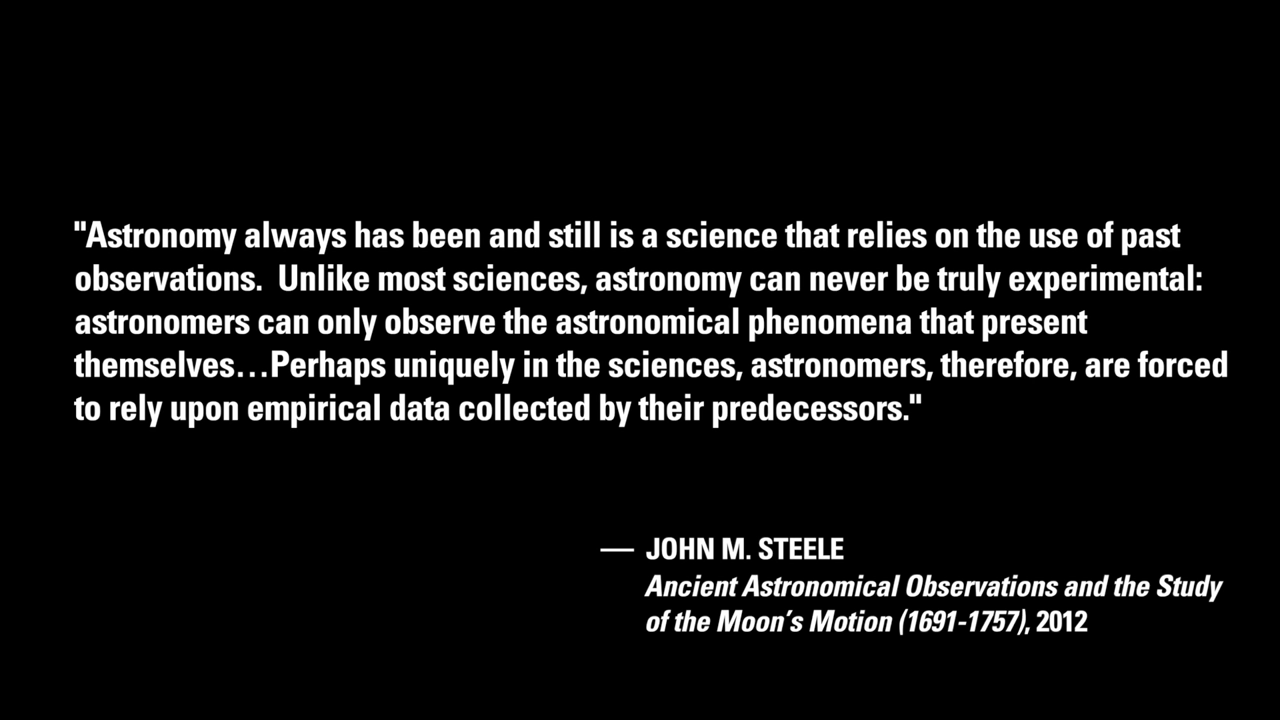 "Astronomy always has been and still is a science that relies on the use of past
observations.  Unlike most sciences, astronomy can never be truly experimental:
astronomers can only observe the astronomical phenomena that present
themselves…Perhaps uniquely in the sciences, astronomers, therefore, are forced
to rely upon empirical data collected by their predecessors."
— JOHN M. STEELE
Ancient Astronomical Observations and the Study
of the Moon’s Motion (1691-1757), 2012